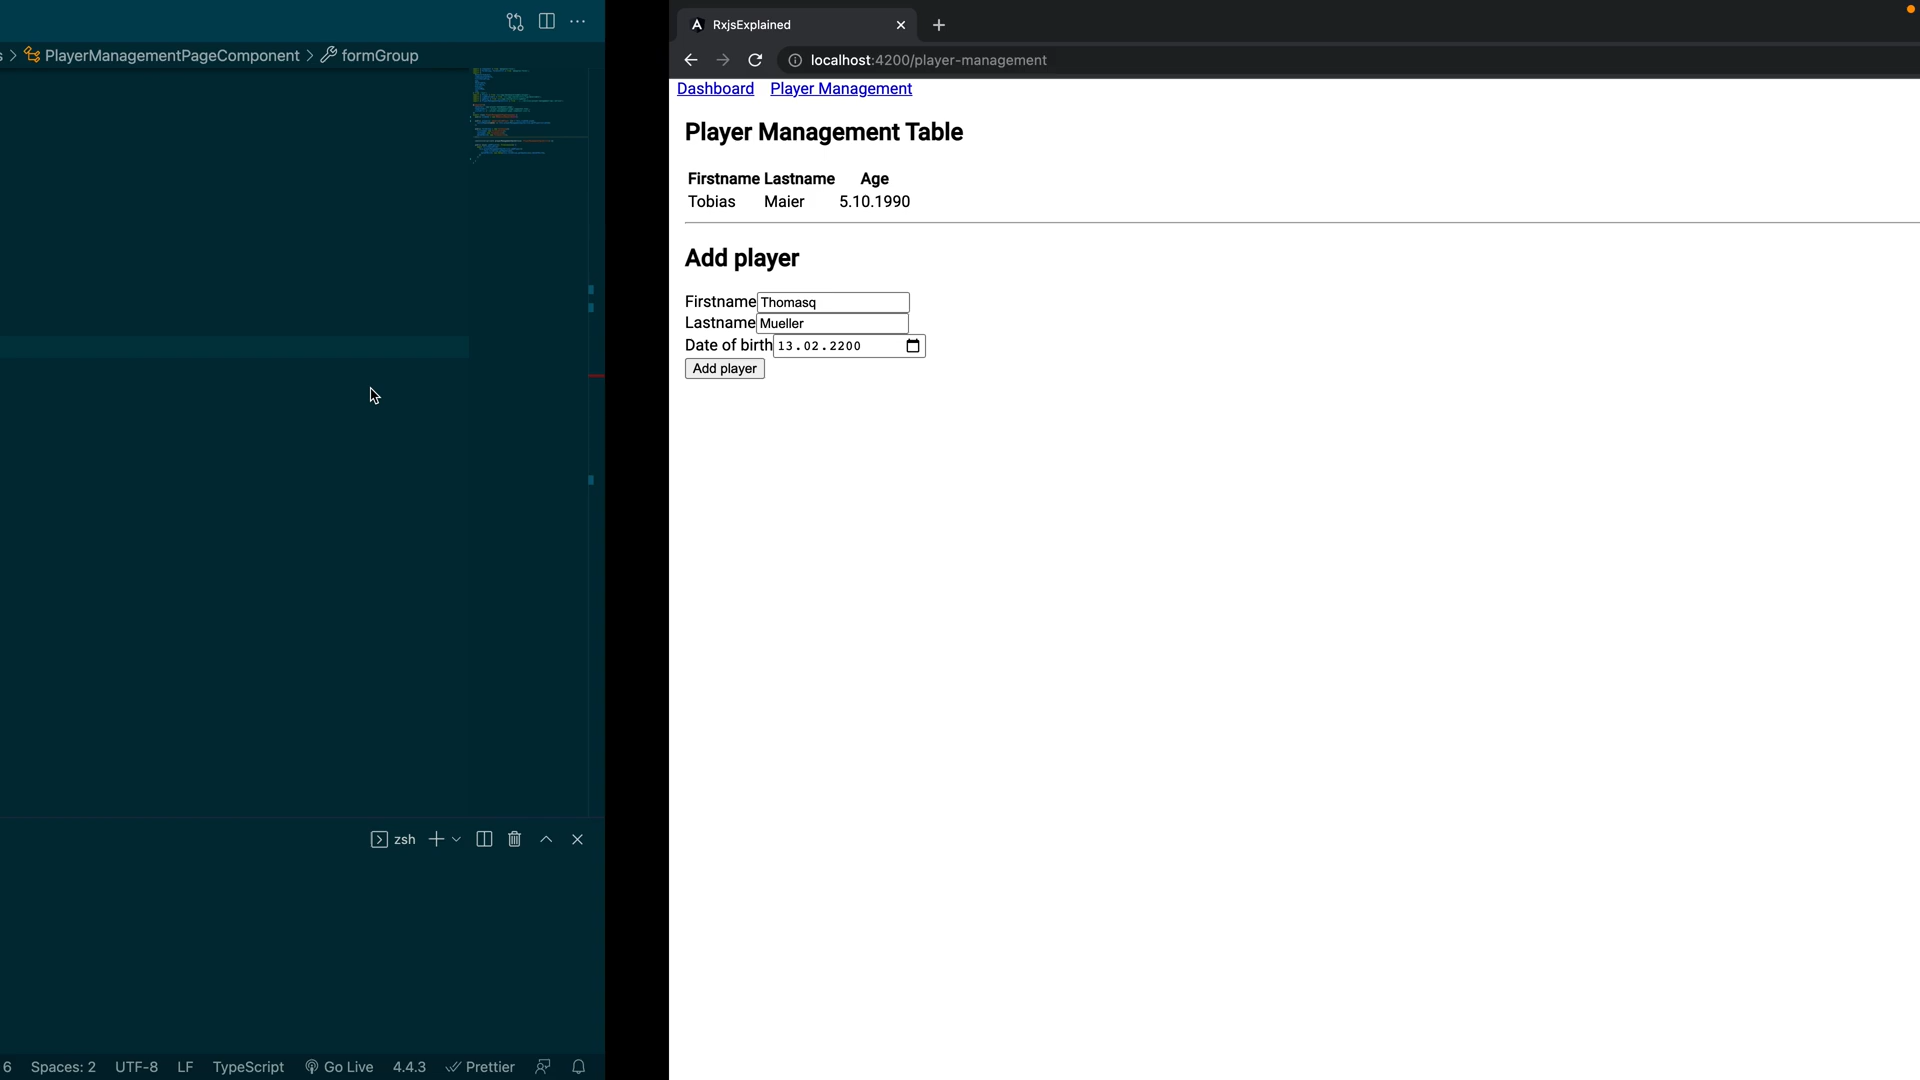 s > PlayerManagementPageComponent > formGroup
zsh
6 Spaces: 2 UTF-8 LF TypeScript Go Live 4.4.3 Prettier
RxjsExplained
localhost:4200/player-management
Dashboard Player Management
Player Management Table
Firstname Lastname Age
Tobias Maier 5.10.1990
Add player
Firstname Thomasq
Lastname Mueller
Date of birth 13.02.2200
Add player